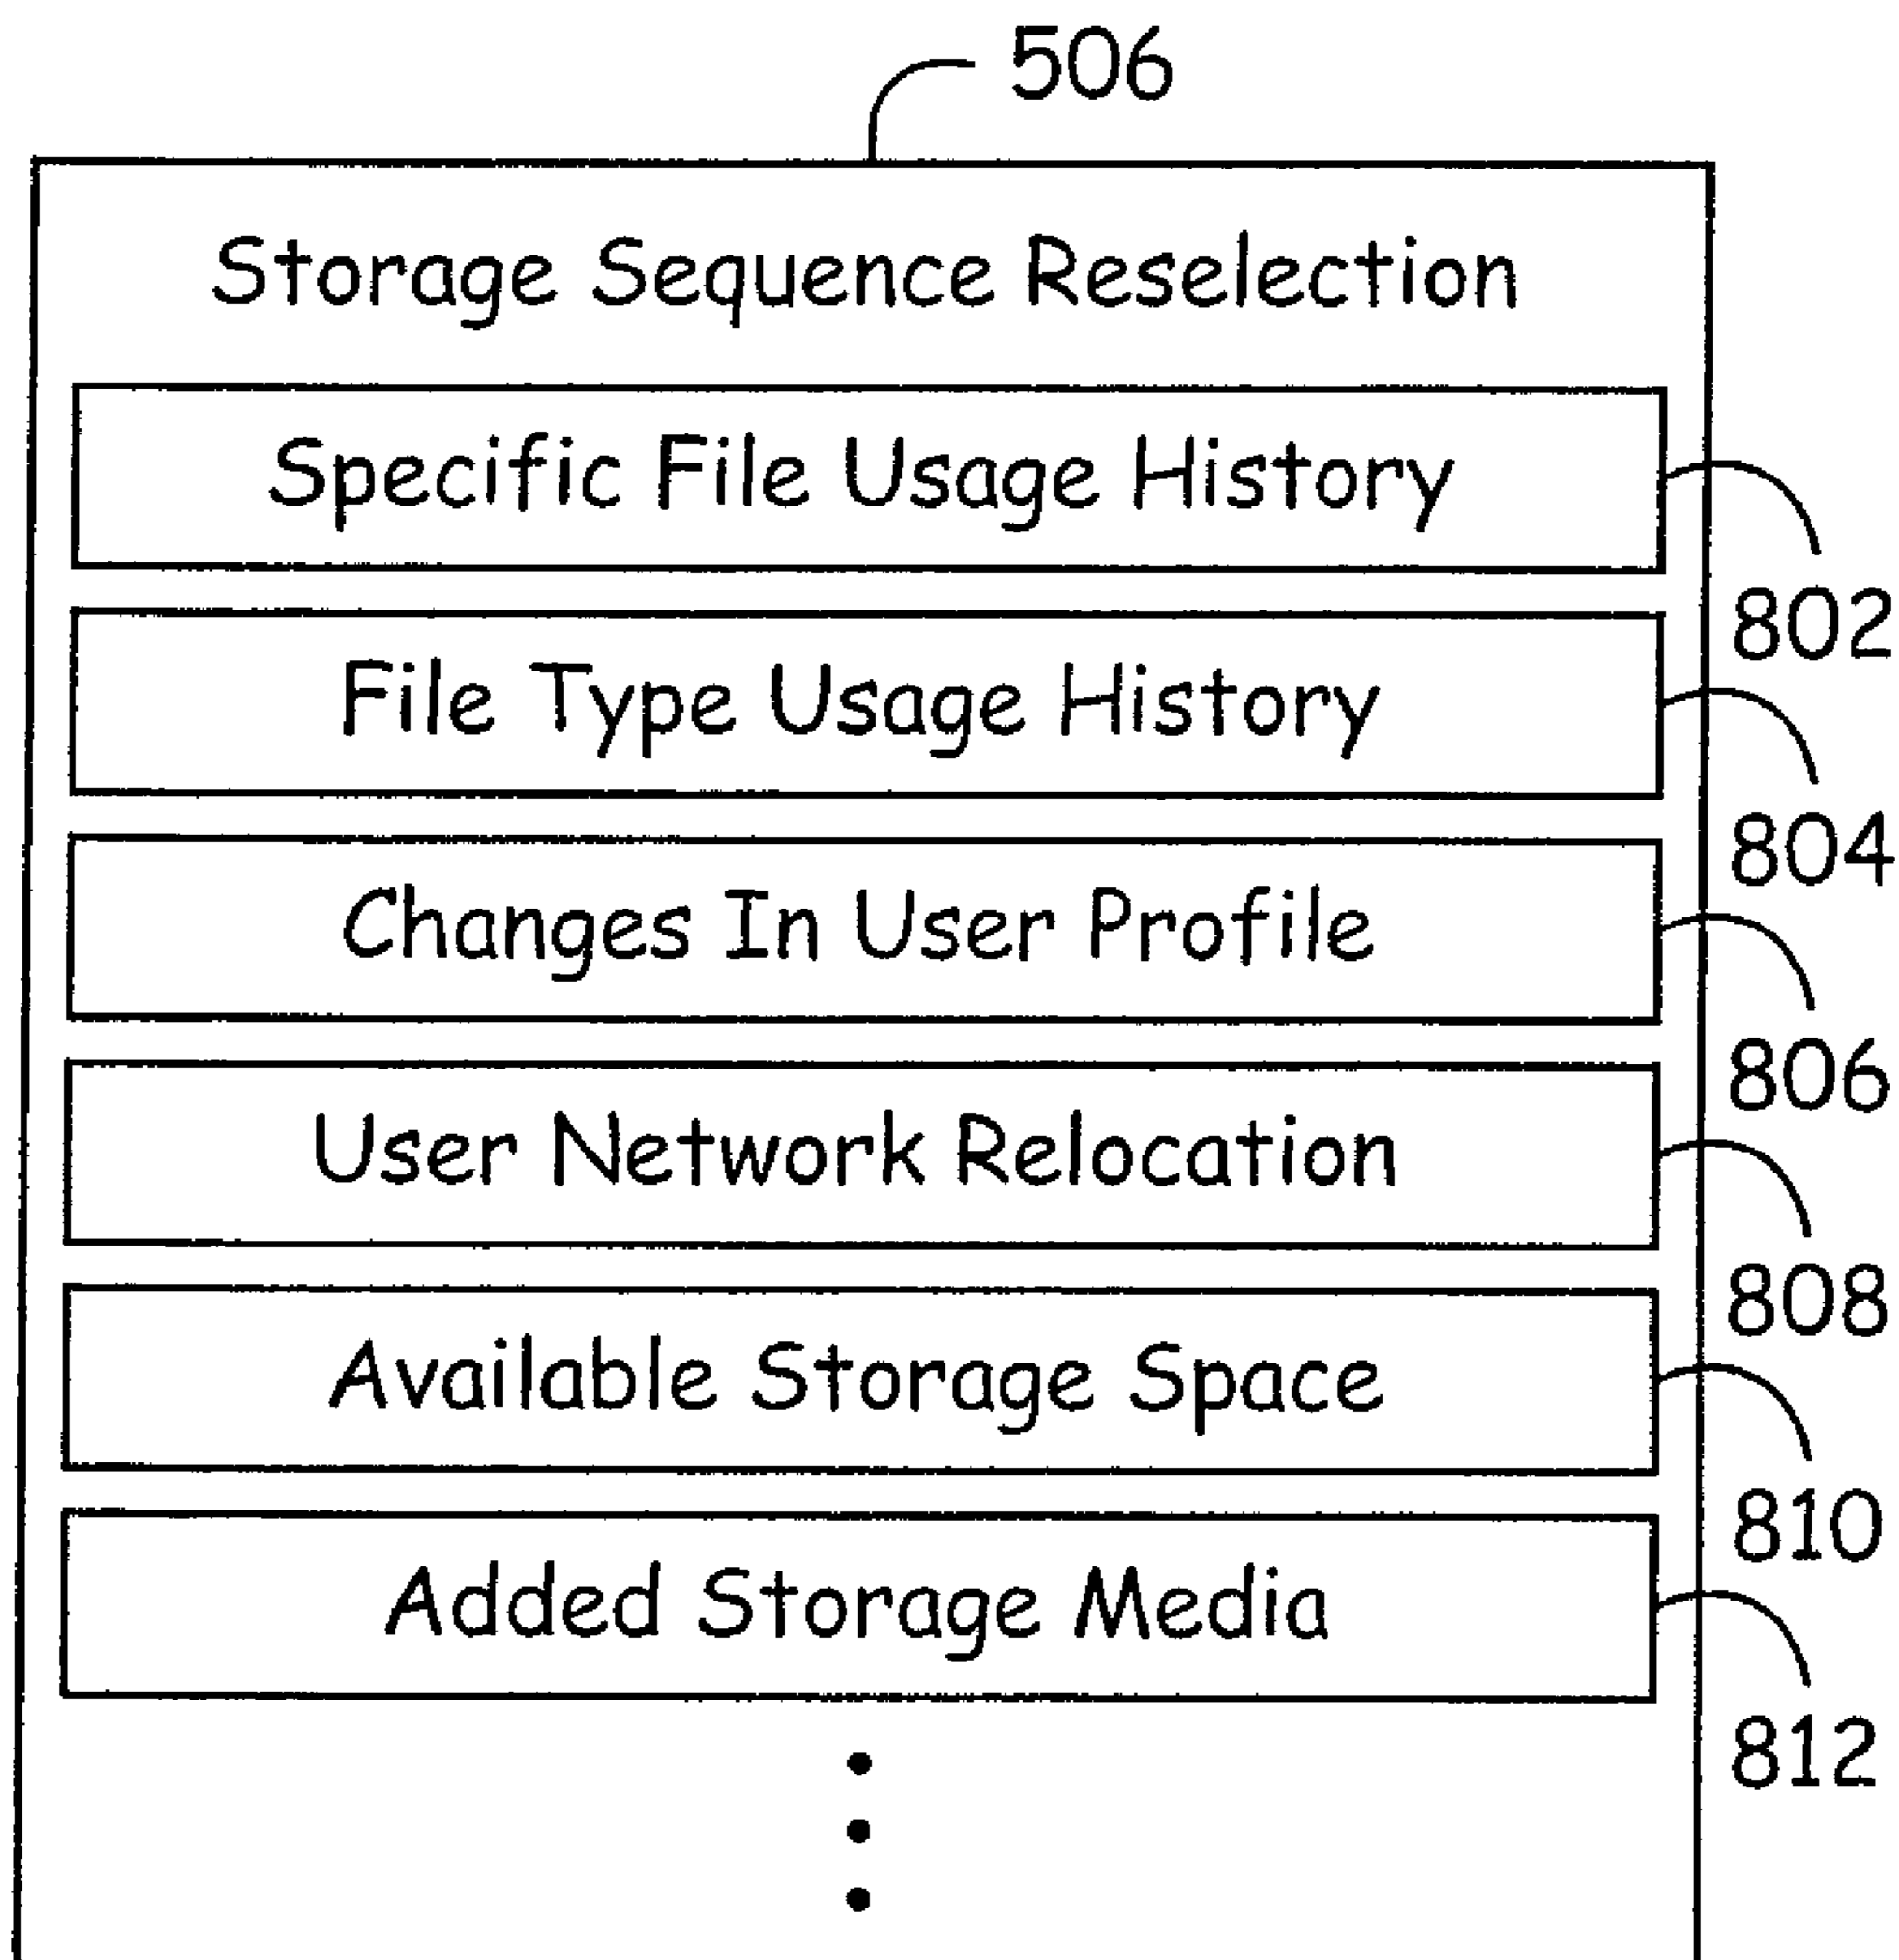 506
Storage Sequence Reselection
Specific File Usage History
802
File Type Usage History
804
Changes In User Profile
806
User Network Relocation
808
Available Storage Space
810
Added Storage Media
812